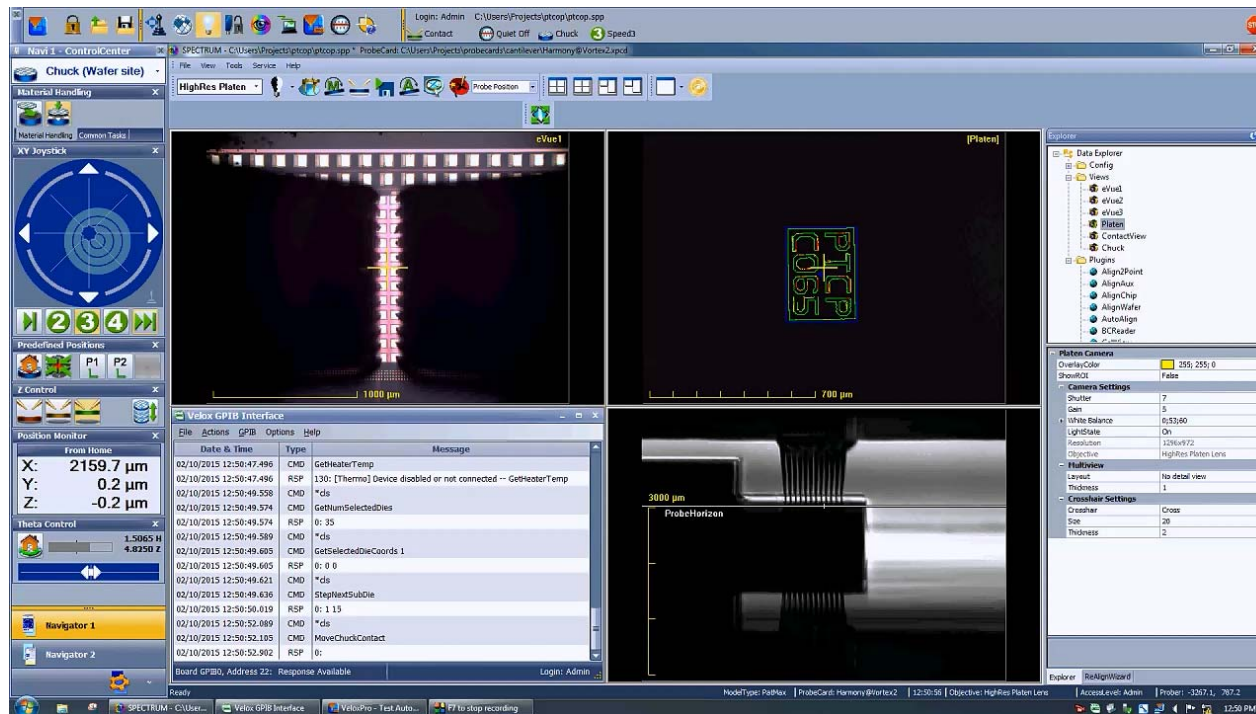 Login: Admin C:\Users\Projects\ptcop\ptcop.spp
Contact Quiet Off Chuck 3 Speed3
Navi 1 - ControlCenter
SPECTRUM - C:\Users\Projects\ptcop\ptcop.spp * ProbeCard: C:\Users\Projects\probecards\cantilever\Harmony@Vortex2.xpcd
Chuck (Wafer site)
File View Tools Service Help
HighRes Platen
Probe Position
Material Handling
Material Handling Common Tasks
XY Joystick
2 3 4
Predefined Positions
P1 P2
Z Control
Position Monitor
From Home
X: 2159.7 µm
Y: 0.2 µm
Z: -0.2 µm
Theta Control
1.5065 H
4.8250 Z
Navigator 1
Navigator 2
eVue1
1000 µm
[Platen]
PTCP
C065
700 µm
Velox GPIB Interface
File Actions GPIB Options Help
Date & Time Type Message
02/10/2015 12:50:47.496 CMD GetHeaterTemp
02/10/2015 12:50:47.496 RSP 130: [Thermo] Device disabled or not connected -- GetHeaterTemp
02/10/2015 12:50:49.558 CMD *cls
02/10/2015 12:50:49.574 CMD GetNumSelectedDies
02/10/2015 12:50:49.574 RSP 0: 35
02/10/2015 12:50:49.589 CMD *cls
02/10/2015 12:50:49.605 CMD GetSelectedDieCoords 1
02/10/2015 12:50:49.605 RSP 0: 0 0
02/10/2015 12:50:49.621 CMD *cls
02/10/2015 12:50:49.636 CMD StepNextSubDie
02/10/2015 12:50:50.019 RSP 0: 1 15
02/10/2015 12:50:52.089 CMD *cls
02/10/2015 12:50:52.105 CMD MoveChuckContact
02/10/2015 12:50:52.902 RSP 0:
Board GPIB0, Address 22: Response Available Login: Admin
3000 µm
ProbeHorizon
Explorer
Data Explorer
Config
Views
eVue1
eVue2
eVue3
Platen
ContactView
Chuck
Plugins
Align2Point
AlignAux
AlignChip
AlignWafer
AutoAlign
BCReader
Platen Camera
OverlayColor 255; 255; 0
ShowROI False
Camera Settings
Shutter 7
Gain 5
White Balance 0;53;60
LightState On
Resolution 1296x972
Objective HighRes Platen Lens
Multiview
Layout No detail view
Thickness 1
Crosshair Settings
Crosshair Cross
Size 20
Thickness 2
Explorer ReAlignWizard
Ready
ModelType: PatMax ProbeCard: Harmony@Vortex2 12:50:56 Objective: HighRes Platen Lens AccessLevel: Admin Prober: -3267.1, 787.2
SPECTRUM - C:\User... Velox GPIB Interface VeloxPro - Test Auto... F7 to stop recording 12:50 PM